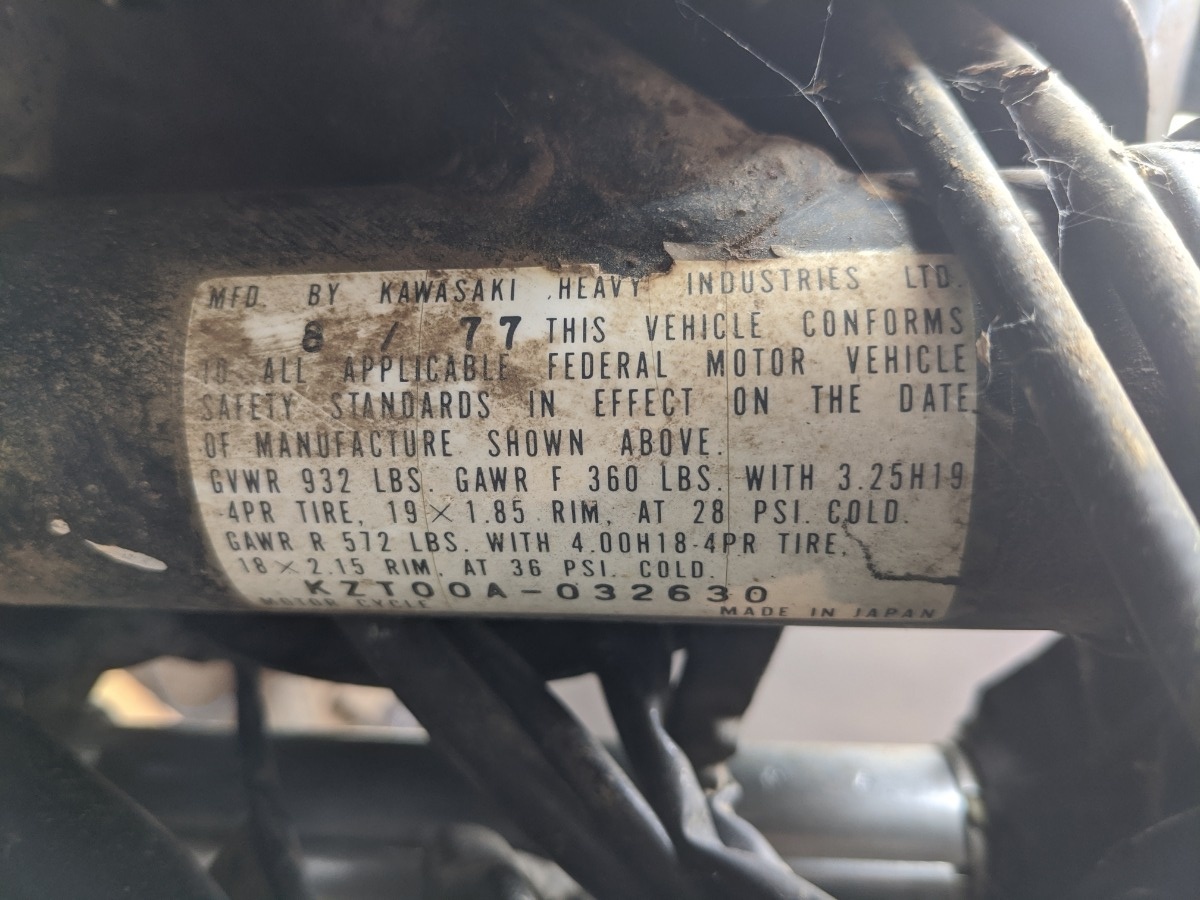 MFD. BY KAWASAKI HEAVY INDUSTRIES LTD.
8 / 77 THIS VEHICLE CONFORMS
TO ALL APPLICABLE FEDERAL MOTOR VEHICLE
SAFETY STANDARDS IN EFFECT ON THE DATE
OF MANUFACTURE SHOWN ABOVE.
GVWR 932 LBS GAWR F 360 LBS. WITH 3.25H19
4PR TIRE, 19 × 1.85 RIM, AT 28 PSI. COLD.
GAWR R 572 LBS. WITH 4.00H18-4PR TIRE,
18 × 2.15 RIM, AT 36 PSI. COLD.
KZT00A-032630
MOTOR CYCLE MADE IN JAPAN